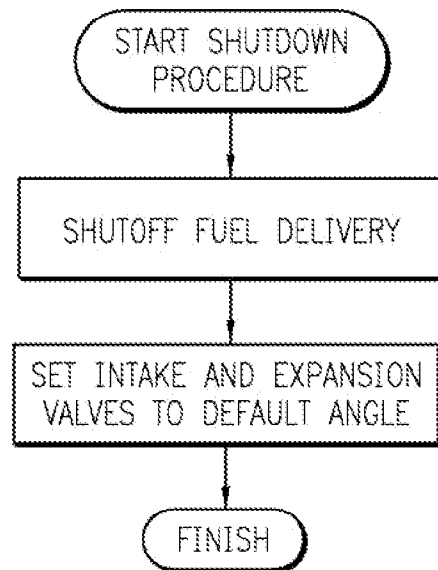 START SHUTDOWN
PROCEDURE
SHUTOFF FUEL DELIVERY
SET INTAKE AND EXPANSION
VALVES TO DEFAULT ANGLE
FINISH